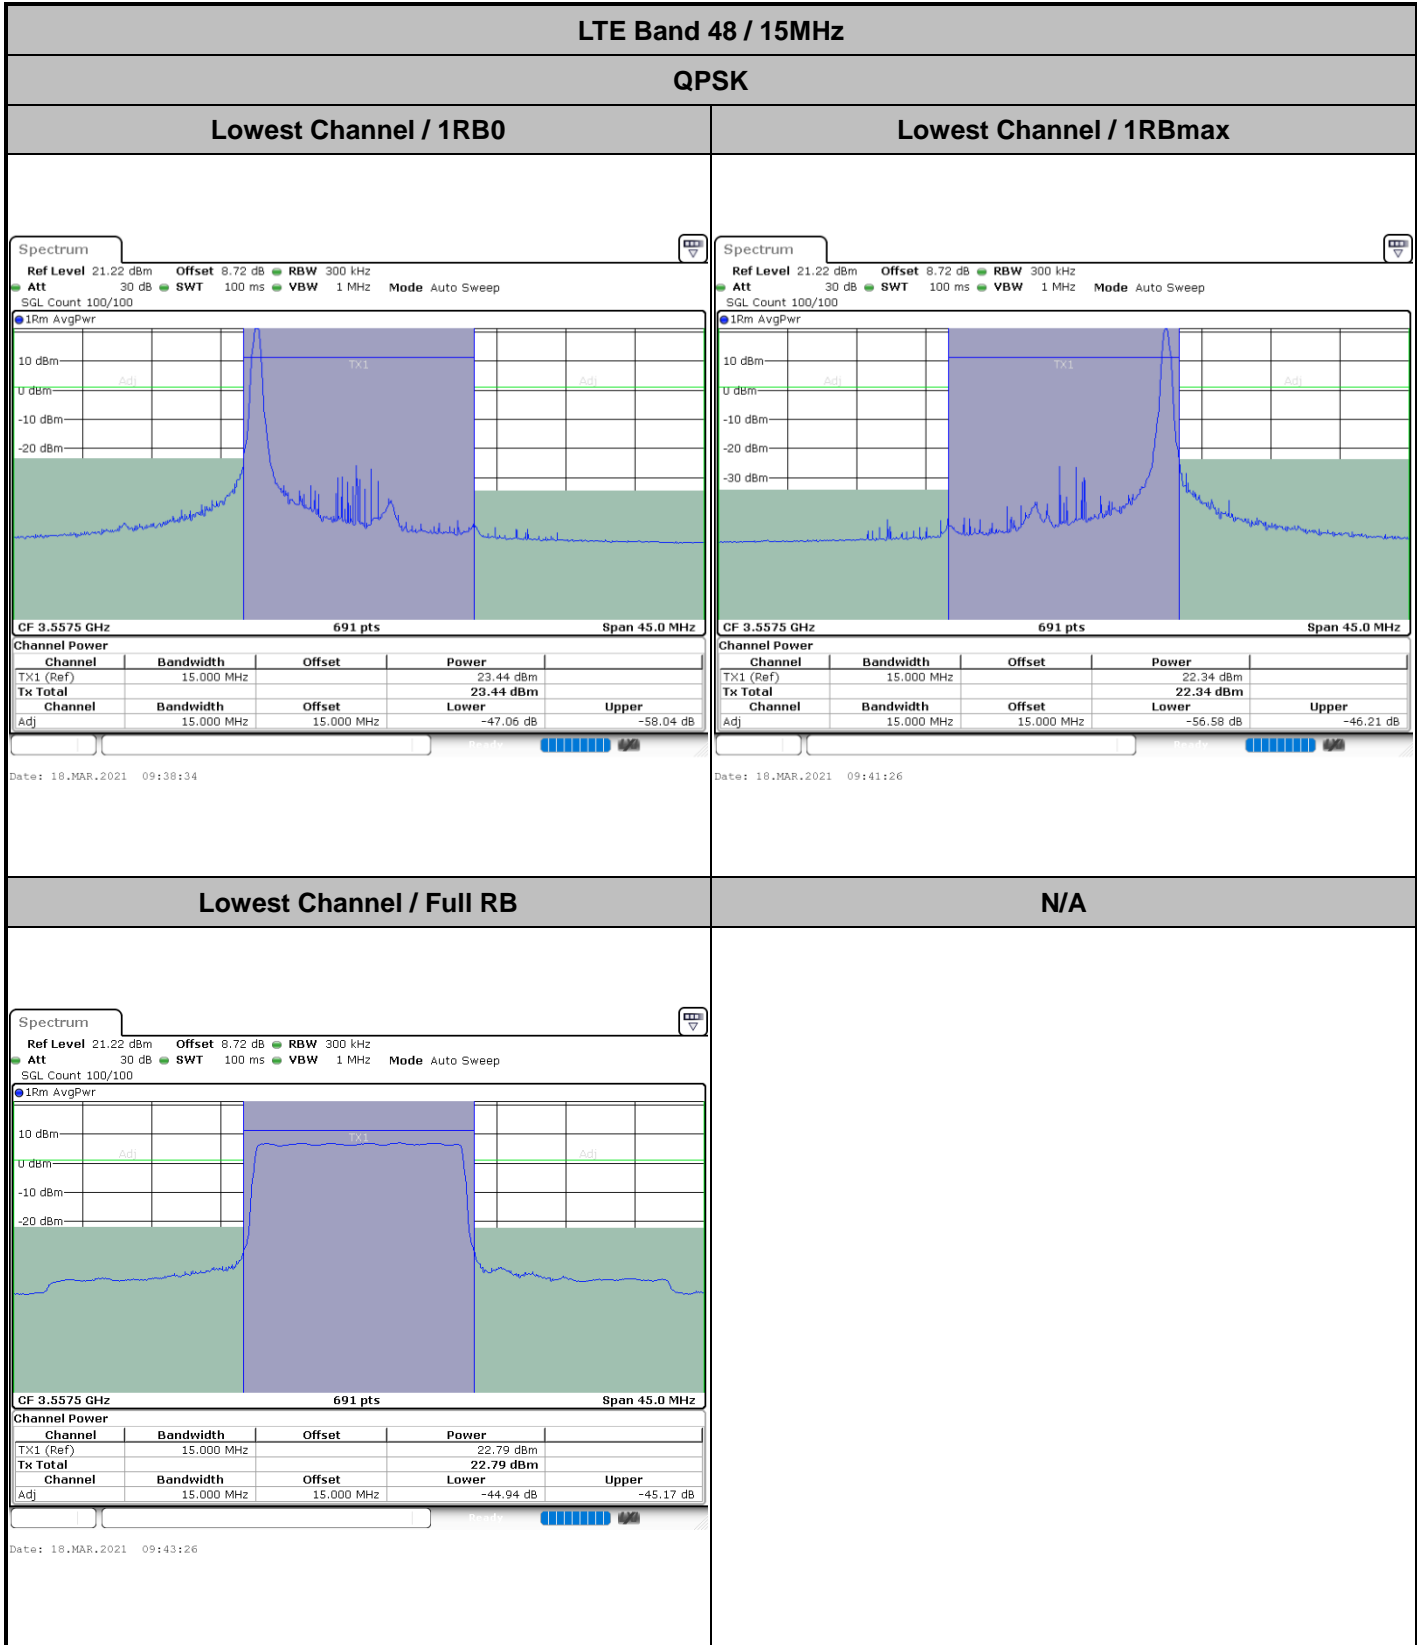 LTE Band 48 / 15MHz
QPSK
Lowest Channel / 1RB0
Lowest Channel / 1RBmax
Spectrum
Ref Level 21.22 dBm Offset 8.72 dB RBW 300 kHz
Att 30 dB SWT 100 ms VBW 1 MHz Mode Auto Sweep
SGL Count 100/100
1Rm AvgPwr
10 dBm
TX1
Adj
Adj
0 dBm
-10 dBm
-20 dBm
CF 3.5575 GHz 691 pts Span 45.0 MHz
Channel Power
Channel Bandwidth Offset Power
TX1 (Ref) 15.000 MHz 23.44 dBm
Tx Total 23.44 dBm
Channel Bandwidth Offset Lower Upper
Adj 15.000 MHz 15.000 MHz -47.06 dB -58.04 dB
Ready
Date: 18.MAR.2021 09:38:34
Spectrum
Ref Level 21.22 dBm Offset 8.72 dB RBW 300 kHz
Att 30 dB SWT 100 ms VBW 1 MHz Mode Auto Sweep
SGL Count 100/100
1Rm AvgPwr
10 dBm
TX1
Adj
Adj
0 dBm
-10 dBm
-20 dBm
-30 dBm
CF 3.5575 GHz 691 pts Span 45.0 MHz
Channel Power
Channel Bandwidth Offset Power
TX1 (Ref) 15.000 MHz 22.34 dBm
Tx Total 22.34 dBm
Channel Bandwidth Offset Lower Upper
Adj 15.000 MHz 15.000 MHz -56.58 dB -46.21 dB
Ready
Date: 18.MAR.2021 09:41:26
Lowest Channel / Full RB
N/A
Spectrum
Ref Level 21.22 dBm Offset 8.72 dB RBW 300 kHz
Att 30 dB SWT 100 ms VBW 1 MHz Mode Auto Sweep
SGL Count 100/100
1Rm AvgPwr
10 dBm
TX1
Adj
Adj
0 dBm
-10 dBm
-20 dBm
CF 3.5575 GHz 691 pts Span 45.0 MHz
Channel Power
Channel Bandwidth Offset Power
TX1 (Ref) 15.000 MHz 22.79 dBm
Tx Total 22.79 dBm
Channel Bandwidth Offset Lower Upper
Adj 15.000 MHz 15.000 MHz -44.94 dB -45.17 dB
Ready
Date: 18.MAR.2021 09:43:26